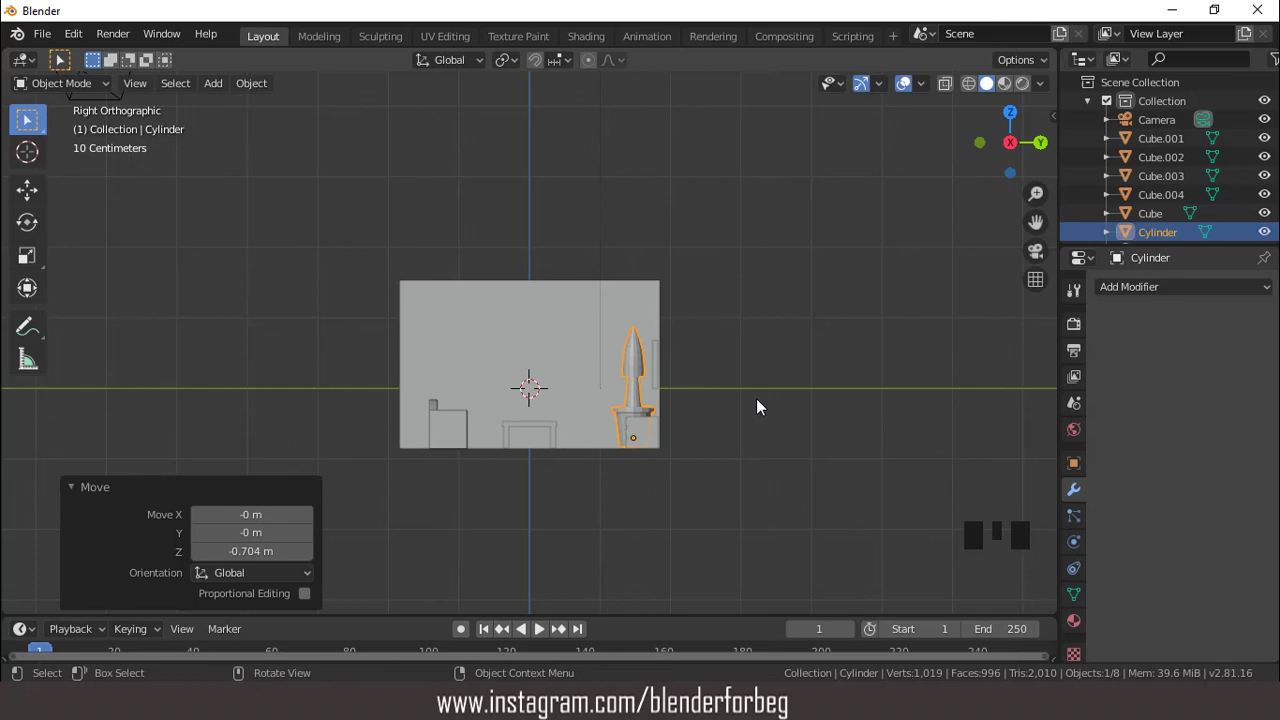 Blender
File Edit Render Window Help Layout Modeling Sculpting UV Editing Texture Paint Shading Animation Rendering Compositing Scripting Scene View Layer
Global Options
Object Mode View Select Add Object
Right Orthographic
(1) Collection | Cylinder
10 Centimeters
Z
X
Y
Scene Collection
Collection
Camera
Cube.001
Cube.002
Cube.003
Cube.004
Cube
Cylinder
Cylinder
Add Modifier
Move
Move X -0 m
Y -0 m
Z -0.704 m
Orientation Global
Proportional Editing
Playback Keying View Marker 1 Start 1 End 250
1 20 40 60 80 100 120 140 160 180 200 220 240
Select Box Select Rotate View Object Context Menu Collection | Cylinder | Verts:1,019 | Faces:996 | Tris:2,010 | Objects:1/8 | Mem: 39.6 MiB | v2.81.16
www.instagram.com/blenderforbeg